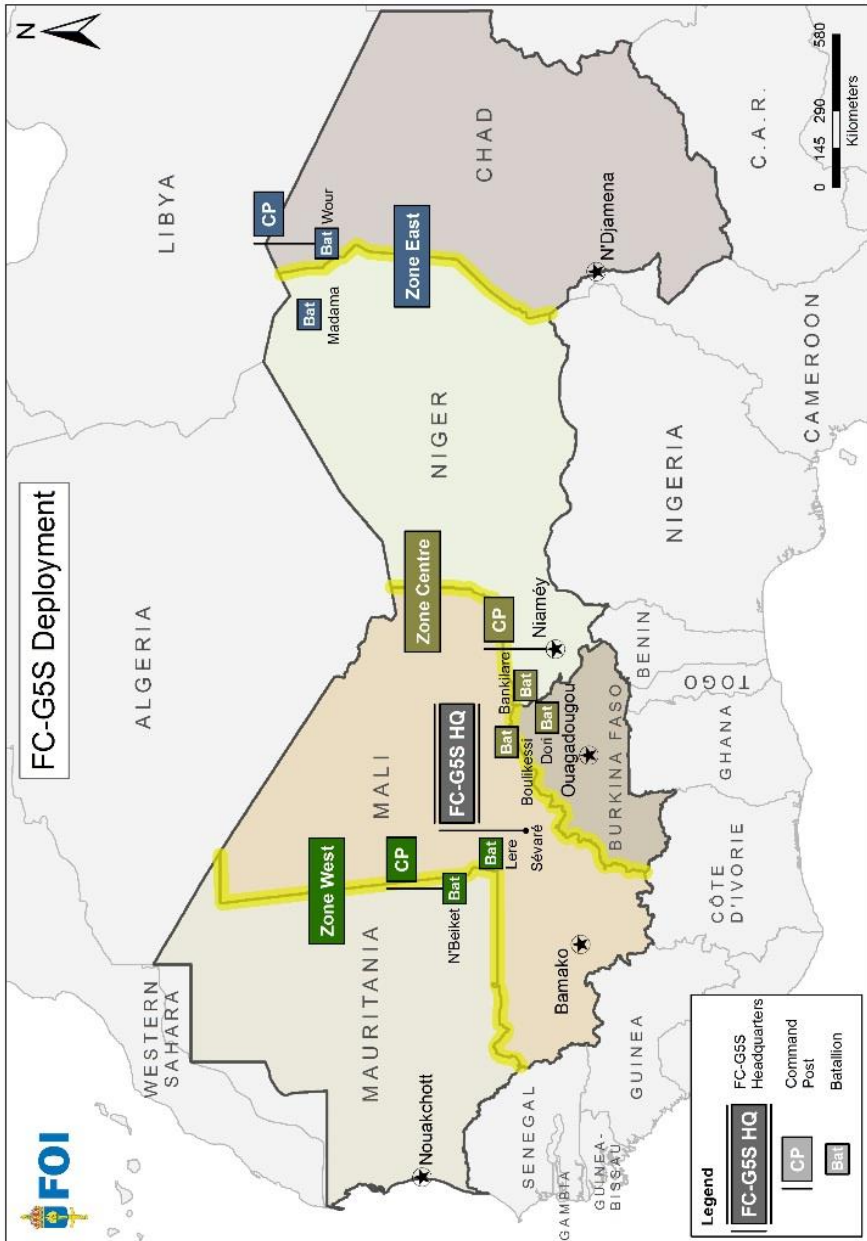 FOI
FC-G5S Deployment
N
ALGERIA
LIBYA
WESTERN
SAHARA
MAURITANIA
Nouakchott
Zone West
CP
Bat
N'Beiket
Bat
Lere
MALI
FC-G5S HQ
Sévaré
Bamako
Zone Centre
CP
Niaméy
Bankilare
Bat
Bat
Boulikessi
Bat
Dori
Ouagadougou
BURKINA FASO
NIGER
Bat
Madama
CP
Bat
Wour
Zone East
CHAD
N'Djamena
SENEGAL
GAMBIA
GUINEA-
BISSAU
GUINEA
CÔTE
D'IVORIE
GHANA
TOGO
BENIN
NIGERIA
CAMEROON
C.A.R.
Legend
FC-G5S HQ
FC-G5S
Headquarters
CP
Command
Post
Bat
Batallion
0 145 290 580
Kilometers